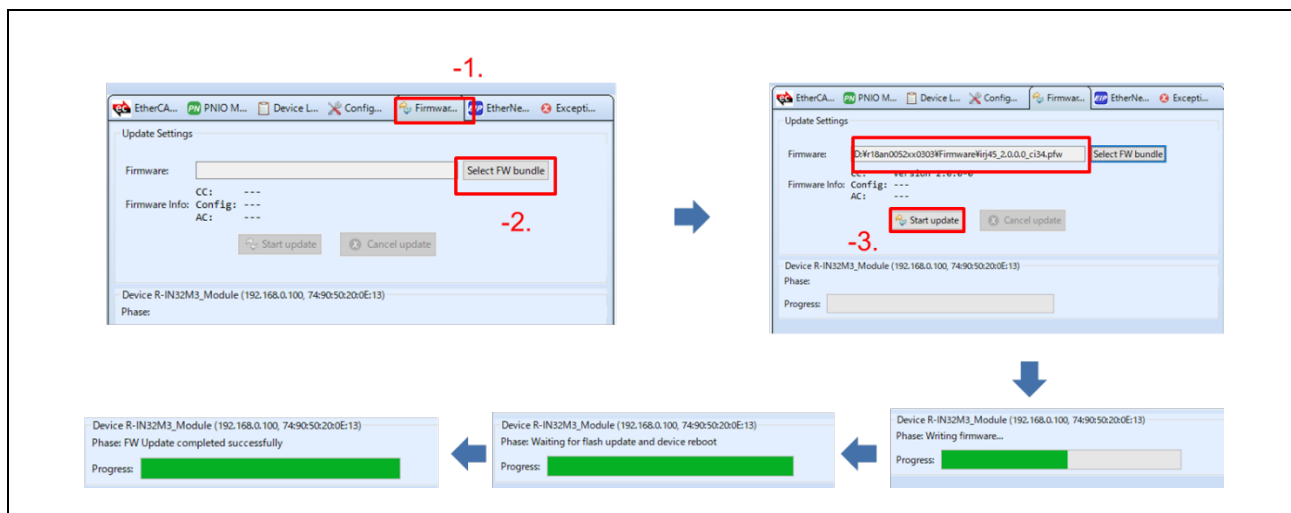 -1.
EtherCA... PNIO M... Device L... Config... Firmwar... EtherNe... Excepti...
Update Settings
Firmware: Select FW bundle
CC: ---
Firmware Info: Config: ---
AC: ---
-2.
Start update Cancel update
Device R-IN32M3_Module (192.168.0.100, 74:90:50:20:0E:13)
Phase:
EtherCA... PNIO M... Device L... Config... Firmwar... EtherNe... Excepti...
Update Settings
Firmware: D:¥r18an0052xx0303¥Firmware¥irj45_2.0.0.0_ci34.pfw Select FW bundle
CC: Version 2.0.0-0
Firmware Info: Config: ---
AC: ---
Start update Cancel update
-3.
Device R-IN32M3_Module (192.168.0.100, 74:90:50:20:0E:13)
Phase:
Progress:
Device R-IN32M3_Module (192.168.0.100, 74:90:50:20:0E:13)
Phase: Writing firmware...
Progress:
Device R-IN32M3_Module (192.168.0.100, 74:90:50:20:0E:13)
Phase: Waiting for flash update and device reboot
Progress:
Device R-IN32M3_Module (192.168.0.100, 74:90:50:20:0E:13)
Phase: FW Update completed successfully
Progress: